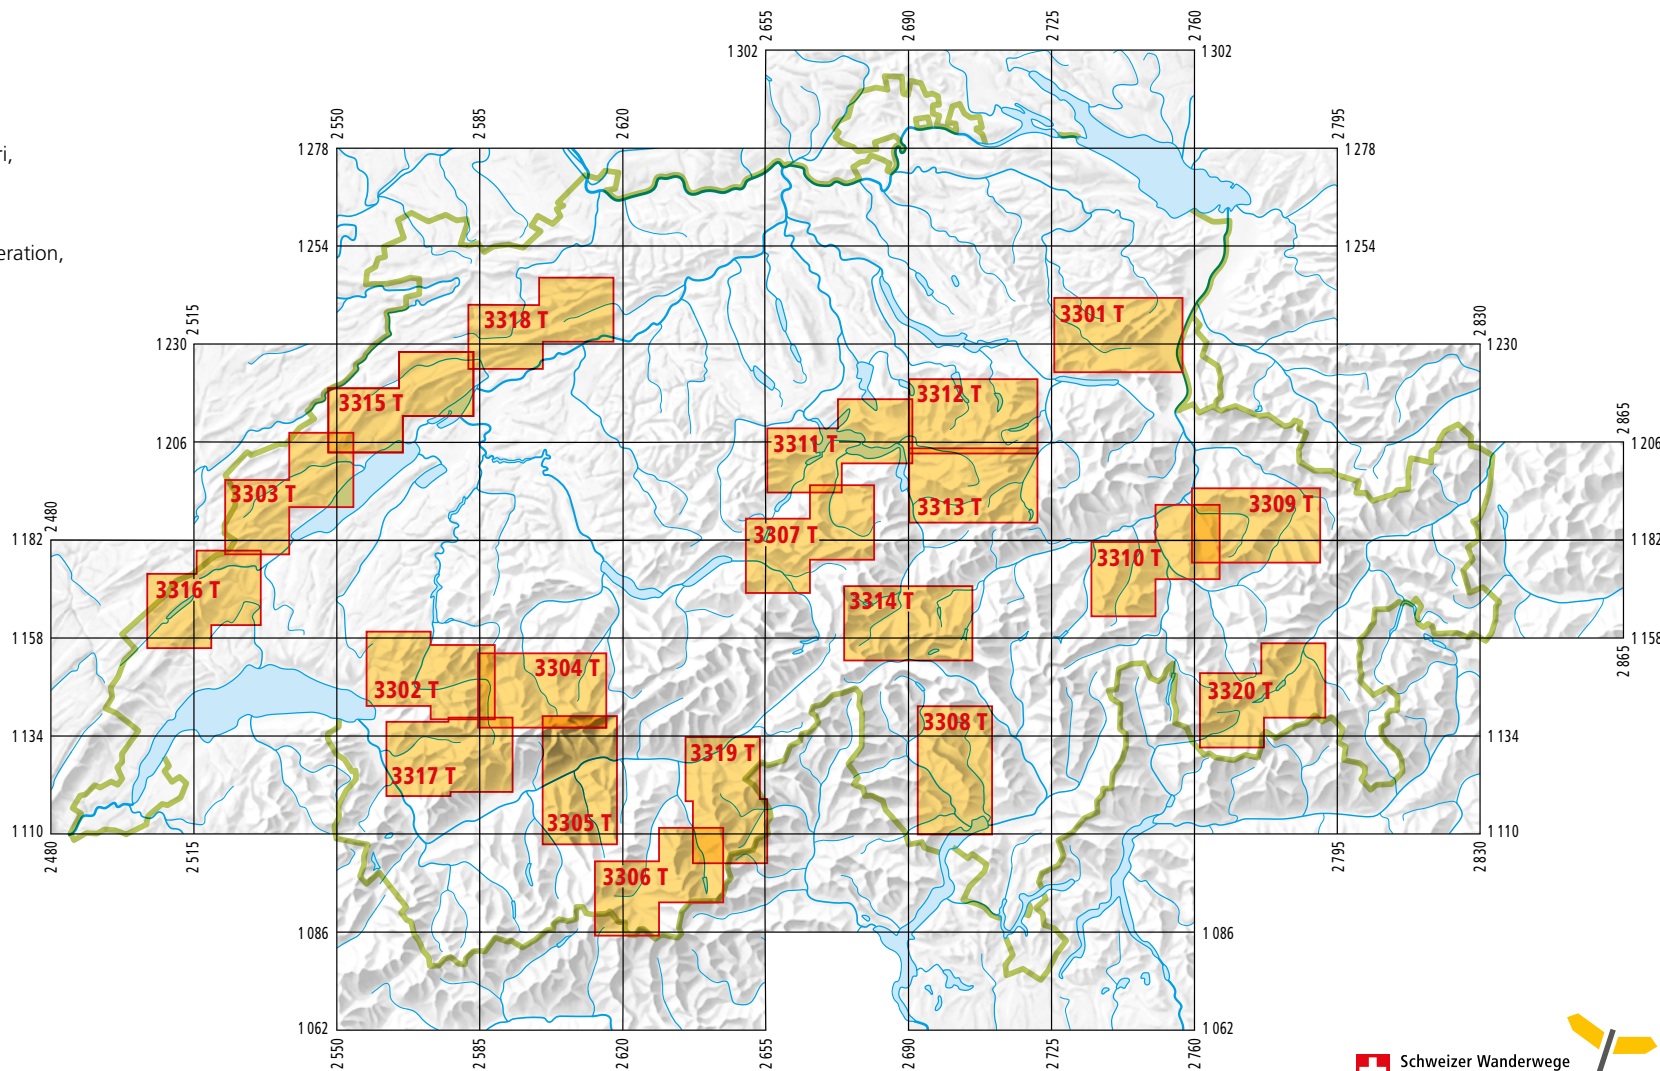 2 655
2 690
2 725
2 760
1 302
1 302
2 550
2 585
2 620
2 795
ri,
1 278
1 278
eration,
1 254
1 254
2 515
2 830
3318 T
3301 T
1 230
1 230
3315 T
3312 T
2 865
1 206
3311 T
1 206
3303 T
3313 T
3309 T
2 480
3307 T
1 182
1 182
3310 T
3316 T
3314 T
1 158
1 158
2 865
3302 T
3304 T
3320 T
3308 T
1 134
1 134
3319 T
3317 T
3305 T
1 110
1 110
2 480
2 515
2 795
2 830
3306 T
1 086
1 086
1 062
1 062
2 550
2 585
2 620
2 655
2 690
2 725
2 760
Schweizer Wanderwege